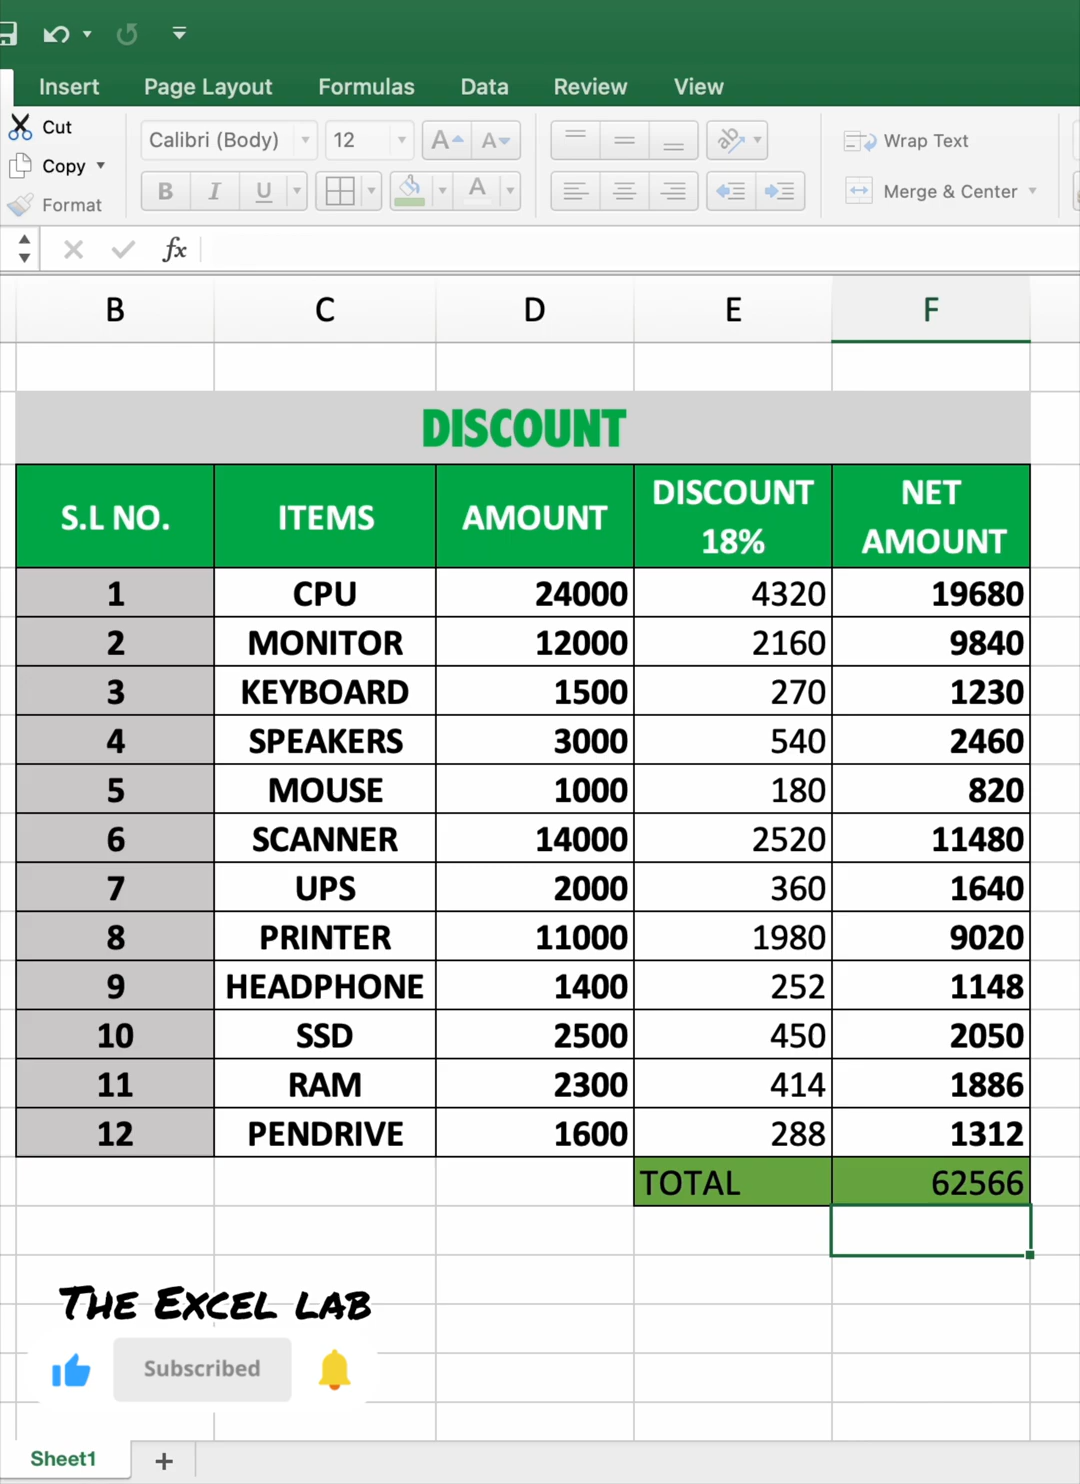 Insert Page Layout Formulas Data Review View
Cut
Copy
Format
Calibri (Body) 12
A A
B I U A
ab
Wrap Text
Merge & Center
fx
B C D E F
DISCOUNT
S.L NO. ITEMS AMOUNT DISCOUNT 18% NET AMOUNT
1 CPU 24000 4320 19680
2 MONITOR 12000 2160 9840
3 KEYBOARD 1500 270 1230
4 SPEAKERS 3000 540 2460
5 MOUSE 1000 180 820
6 SCANNER 14000 2520 11480
7 UPS 2000 360 1640
8 PRINTER 11000 1980 9020
9 HEADPHONE 1400 252 1148
10 SSD 2500 450 2050
11 RAM 2300 414 1886
12 PENDRIVE 1600 288 1312
TOTAL 62566
THE EXCEL LAB
Subscribed
Sheet1 +